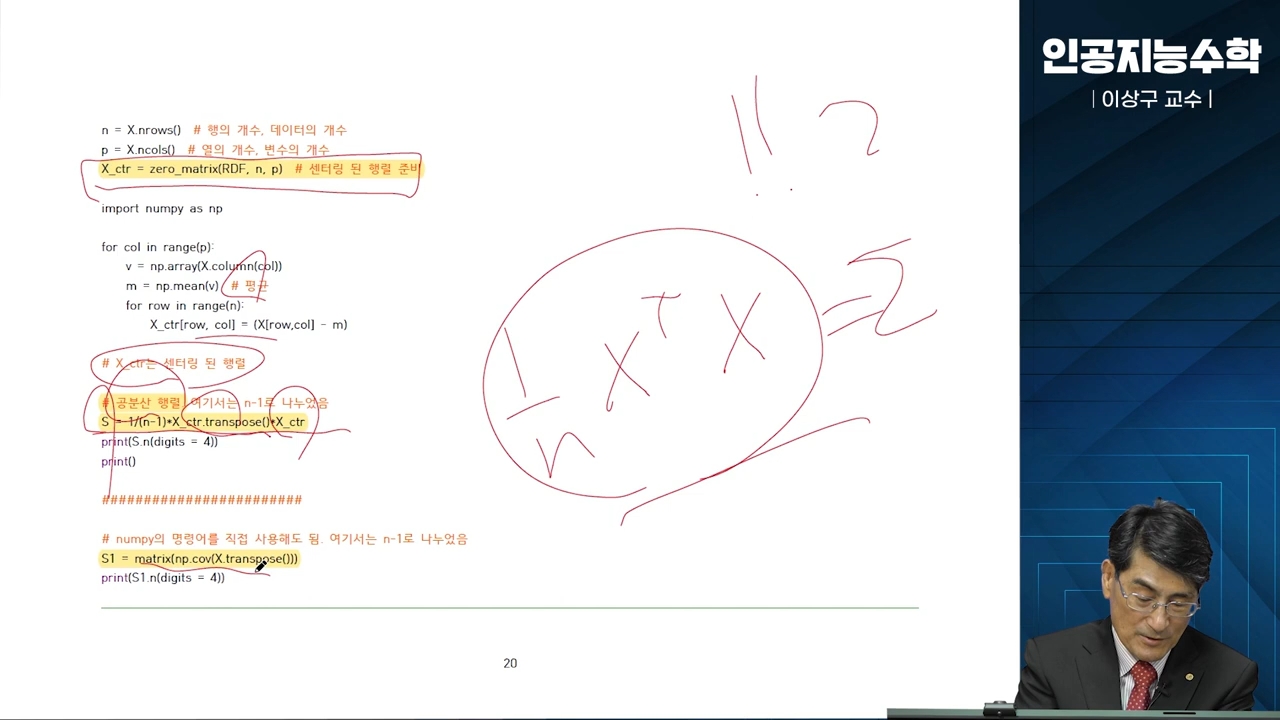 n = X.nrows()  # 행의 개수, 데이터의 개수
p = X.ncols()  # 열의 개수, 변수의 개수
X_ctr = zero_matrix(RDF, n, p)  # 센터링 된 행렬 준비
import numpy as np
for col in range(p):
v = np.array(X.column(col))
m = np.mean(v)  # 평균
for row in range(n):
X_ctr[row, col] = (X[row,col] - m)
# X_ctr는 센터링 된 행렬
# 공분산 행렬 여기서는 n-1로 나누었음
S = 1/(n-1)*X_ctr.transpose()*X_ctr
print(S.n(digits = 4))
print()
########################
# numpy의 명령어를 직접 사용해도 됨. 여기서는 n-1로 나누었음
S1 = matrix(np.cov(X.transpose()))
print(S1.n(digits = 4))
20
1/n X^T X =
인공지능수학
| 이상구 교수 |